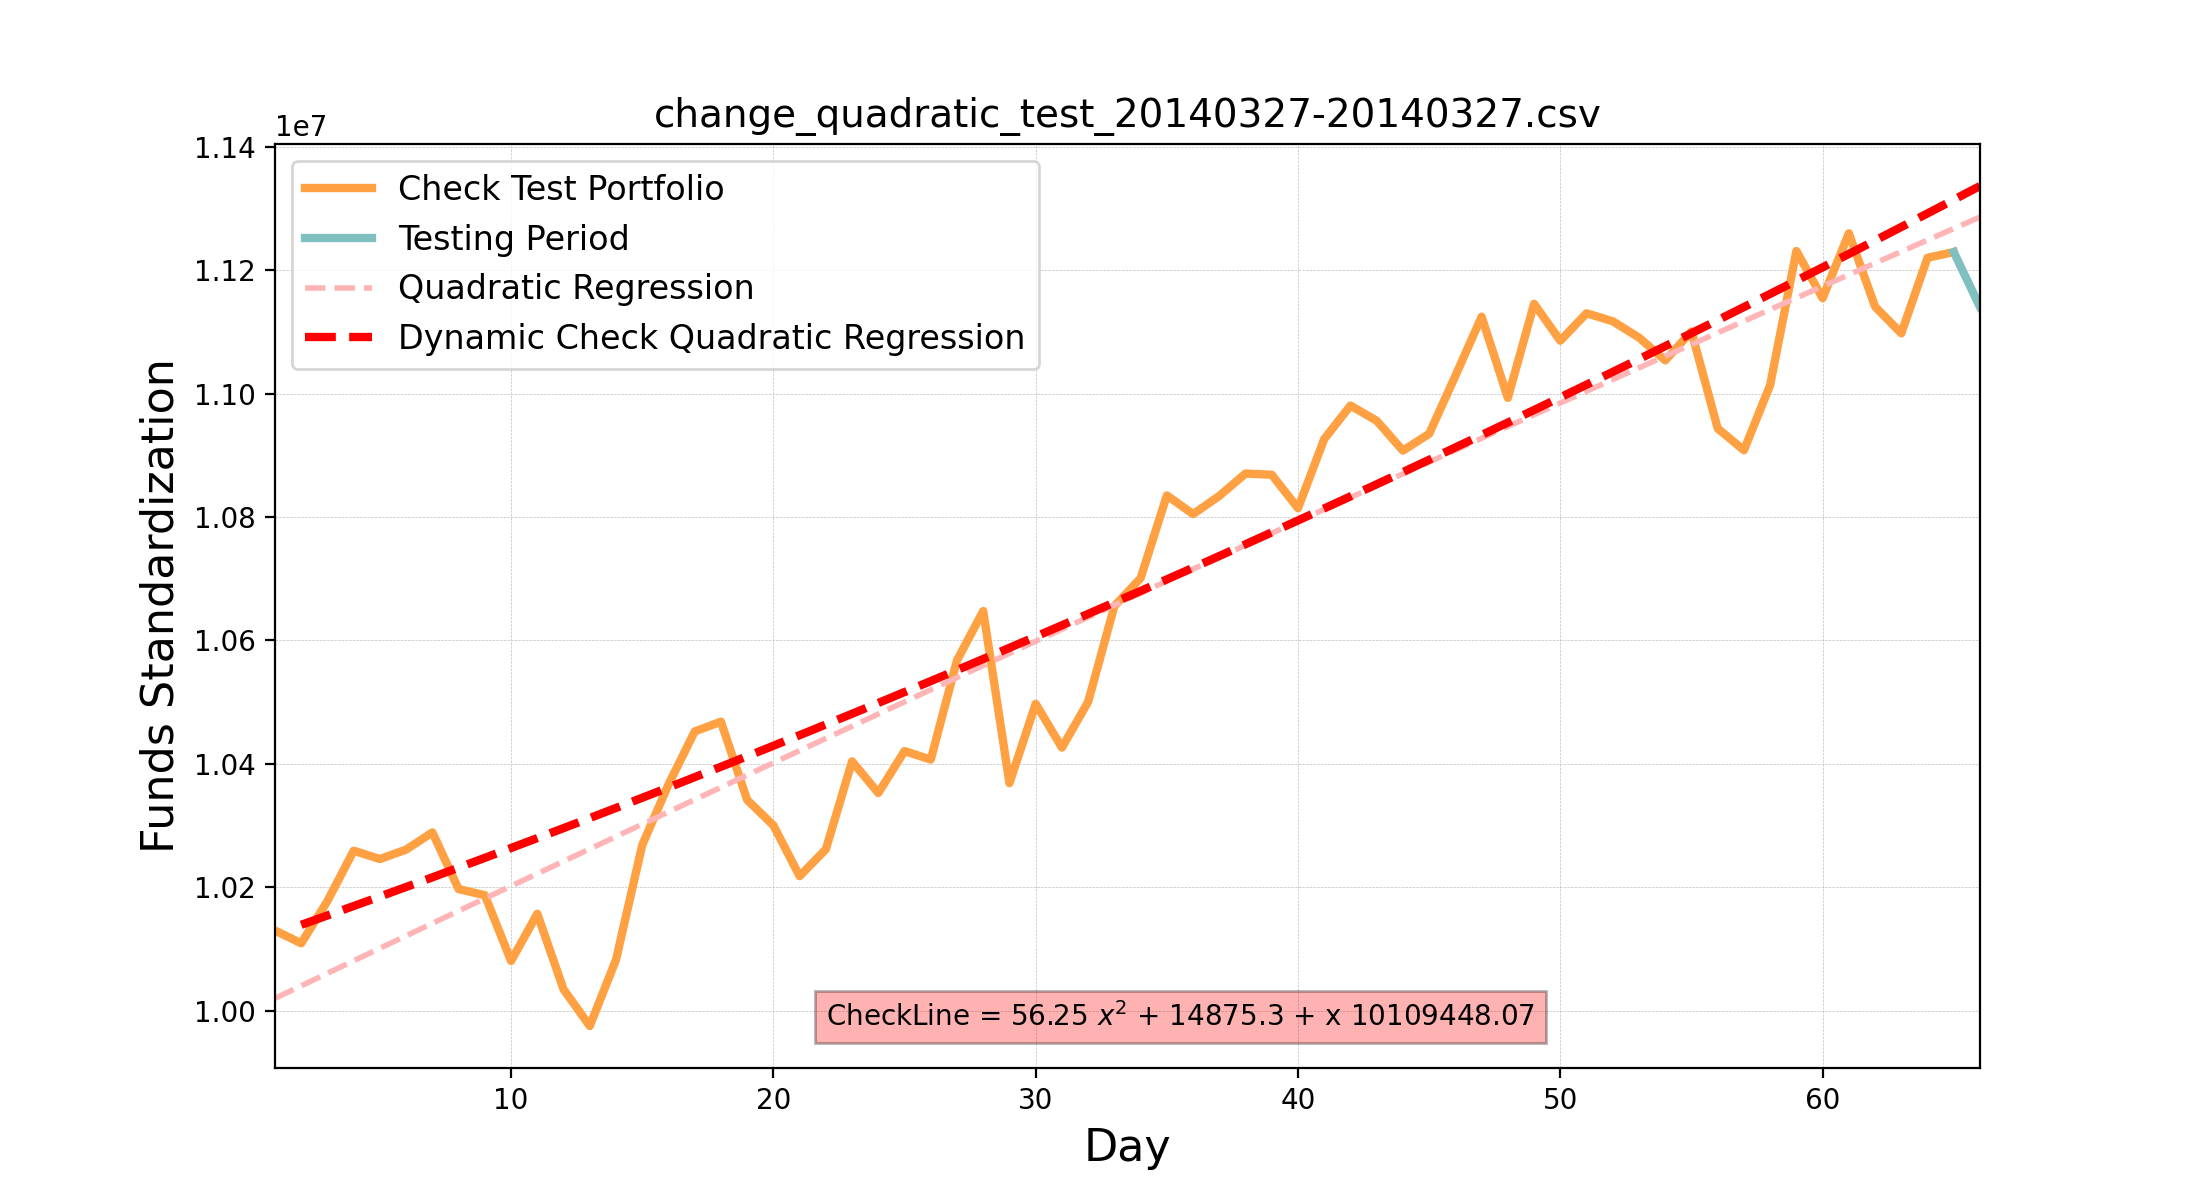 change_quadratic_test_20140327-20140327.csv
1e7
1.14
1.12
1.10
1.08
1.06
1.04
1.02
1.00
Funds Standardization
Check Test Portfolio
Testing Period
Quadratic Regression
Dynamic Check Quadratic Regression
CheckLine = 56.25 x² + 14875.3 + x 10109448.07
10 20 30 40 50 60
Day